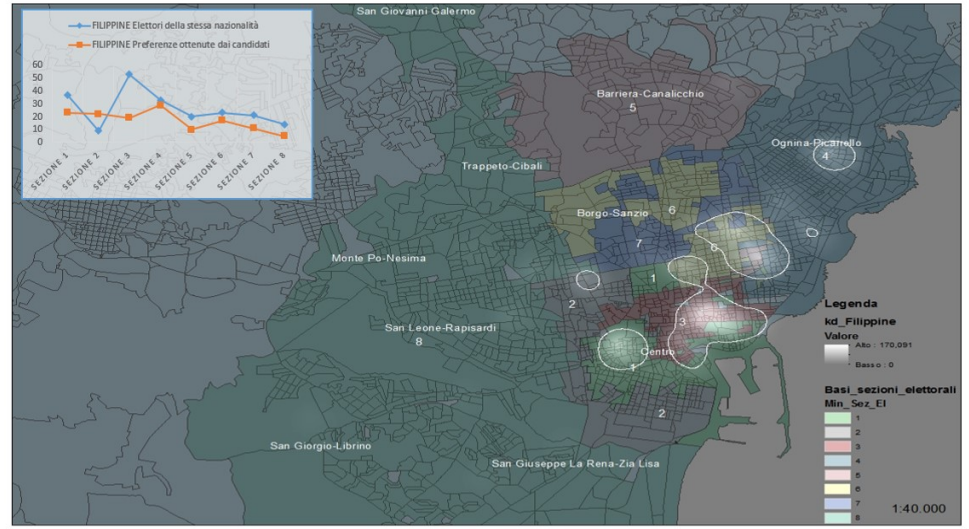 San Giovanni Galermo
FILIPPINE Elettori della stessa nazionalità
FILIPPINE Preferenze ottenute dai candidati
60
50
40
30
20
10
0
SEZIONE 1
SEZIONE 2
SEZIONE 3
SEZIONE 4
SEZIONE 5
SEZIONE 6
SEZIONE 7
SEZIONE 8
Barriera-Canalicchio
5
Ognina-Picanello
4
Trappeto-Cibali
Borgo-Sanzio
6
7
6
Monte Po-Nesima
1
2
San Leone-Rapisardi
8
3
Centro
1
2
San Giorgio-Librino
San Giuseppe La Rena-Zia Lisa
Legenda
kd_Filippine
Valore
Alto : 170,091
Basso : 0
Basi_sezioni_elettorali
Min_Sez_El
1
2
3
4
5
6
7
8
1:40.000